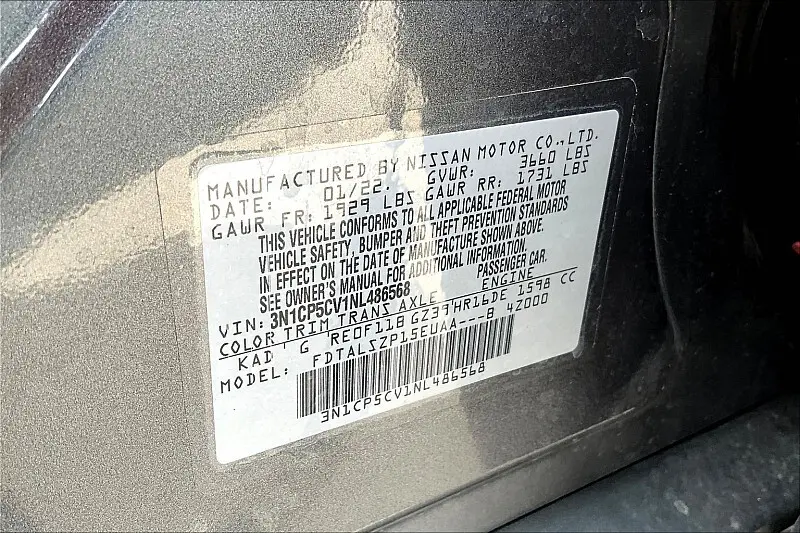 MANUFACTURED BY NISSAN MOTOR CO.,LTD.
DATE: 01/22. GVWR: 3660 LBS
GAWR FR: 1929 LBS GAWR RR: 1731 LBS
THIS VEHICLE CONFORMS TO ALL APPLICABLE FEDERAL MOTOR
VEHICLE SAFETY, BUMPER AND THEFT PREVENTION STANDARDS
IN EFFECT ON THE DATE OF MANUFACTURE SHOWN ABOVE.
SEE OWNER'S MANUAL FOR ADDITIONAL INFORMATION.
VIN: 3N1CP5CV1NL486568 PASSENGER CAR.
COLOR TRIM TRANS AXLE ENGINE
KAD G RE0F11B GZ39 HR16DE 1598 CC
MODEL: FDTALSZP15EUAA---B 4Z000
3N1CP5CV1NL486568